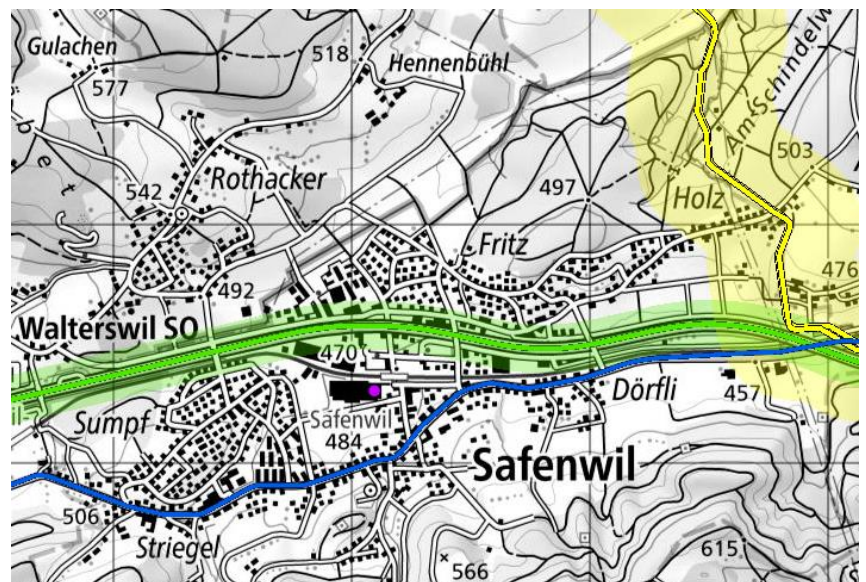 Gulachen
577
518
Hennenbühl
Am Schindelw
503
bet
542
Rothacker
497
Holz
Fritz
492
476
Walterswil SO
470
Dörfli
457
Sumpf
Safenwil
484
Safenwil
506
Striegel
566
615